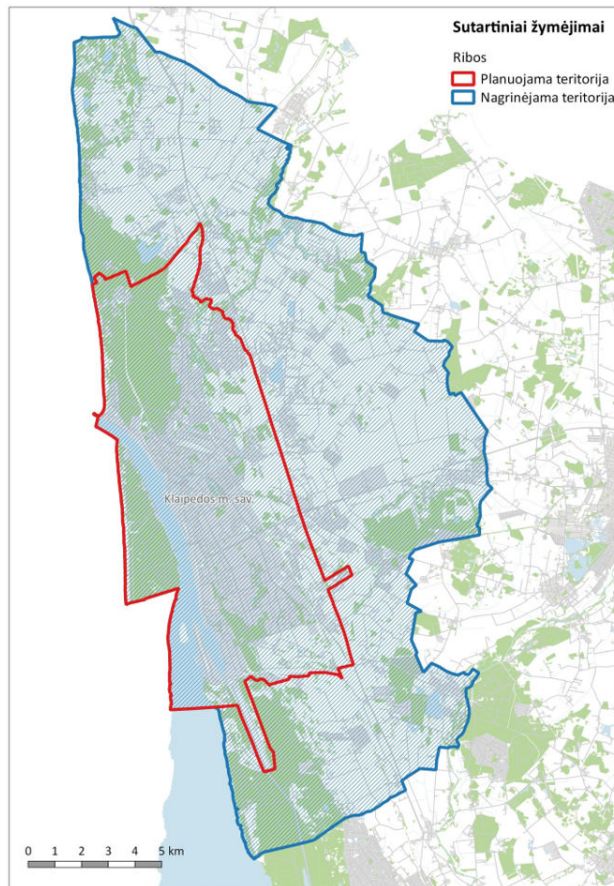 Sutartiniai žymėjimai
Ribos
Planuojama teritorija
Nagrinėjama teritorija
Klaipėdos m. sav.
0 1 2 3 4 5 km